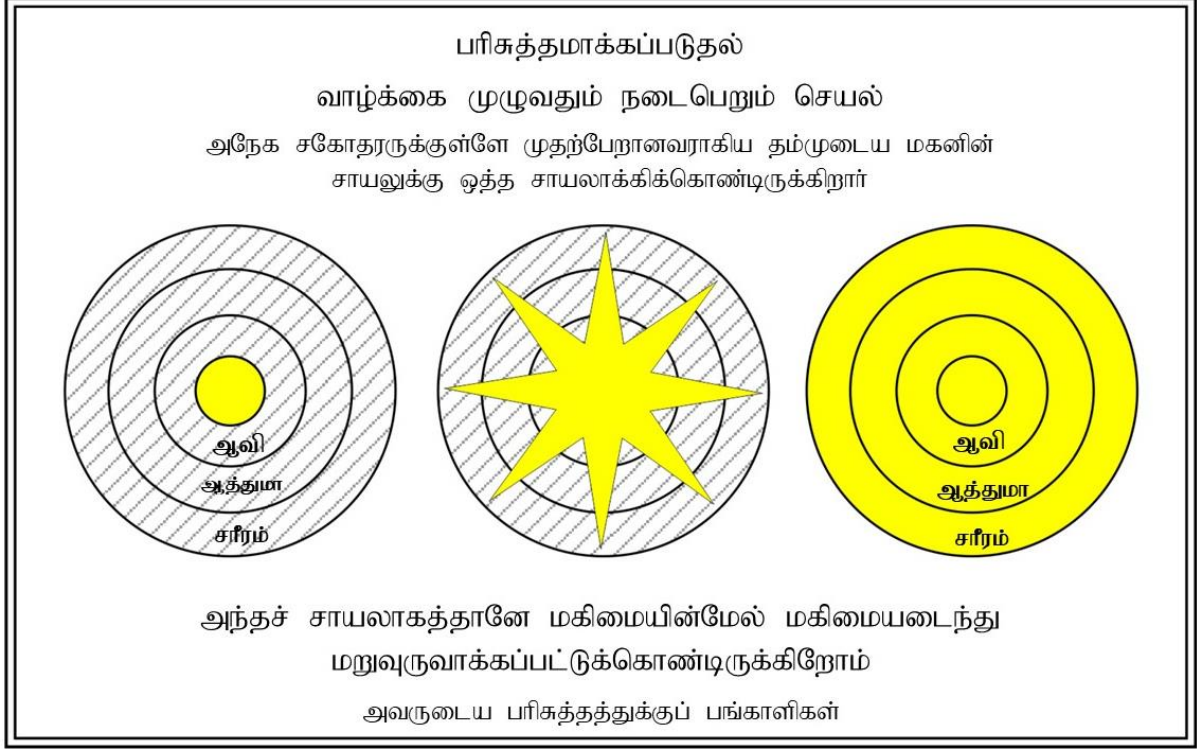 பரிசுத்தமாக்கப்படுதல்
வாழ்க்கை முழுவதும் நடைபெறும் செயல்
அநேக சகோதரருக்குள்ளே முதற்பேறானவராகிய தம்முடைய மகனின்
சாயலுக்கு ஒத்த சாயலாக்கிக்கொண்டிருக்கிறார்
ஆவி
ஆத்துமா
சரீரம்
ஆவி
ஆத்துமா
சரீரம்
அந்தச் சாயலாகத்தானே மகிமையின்மேல் மகிமையடைந்து
மறுவுருவாக்கப்பட்டுக்கொண்டிருக்கிறோம்
அவருடைய பரிசுத்தத்துக்குப் பங்காளிகள்